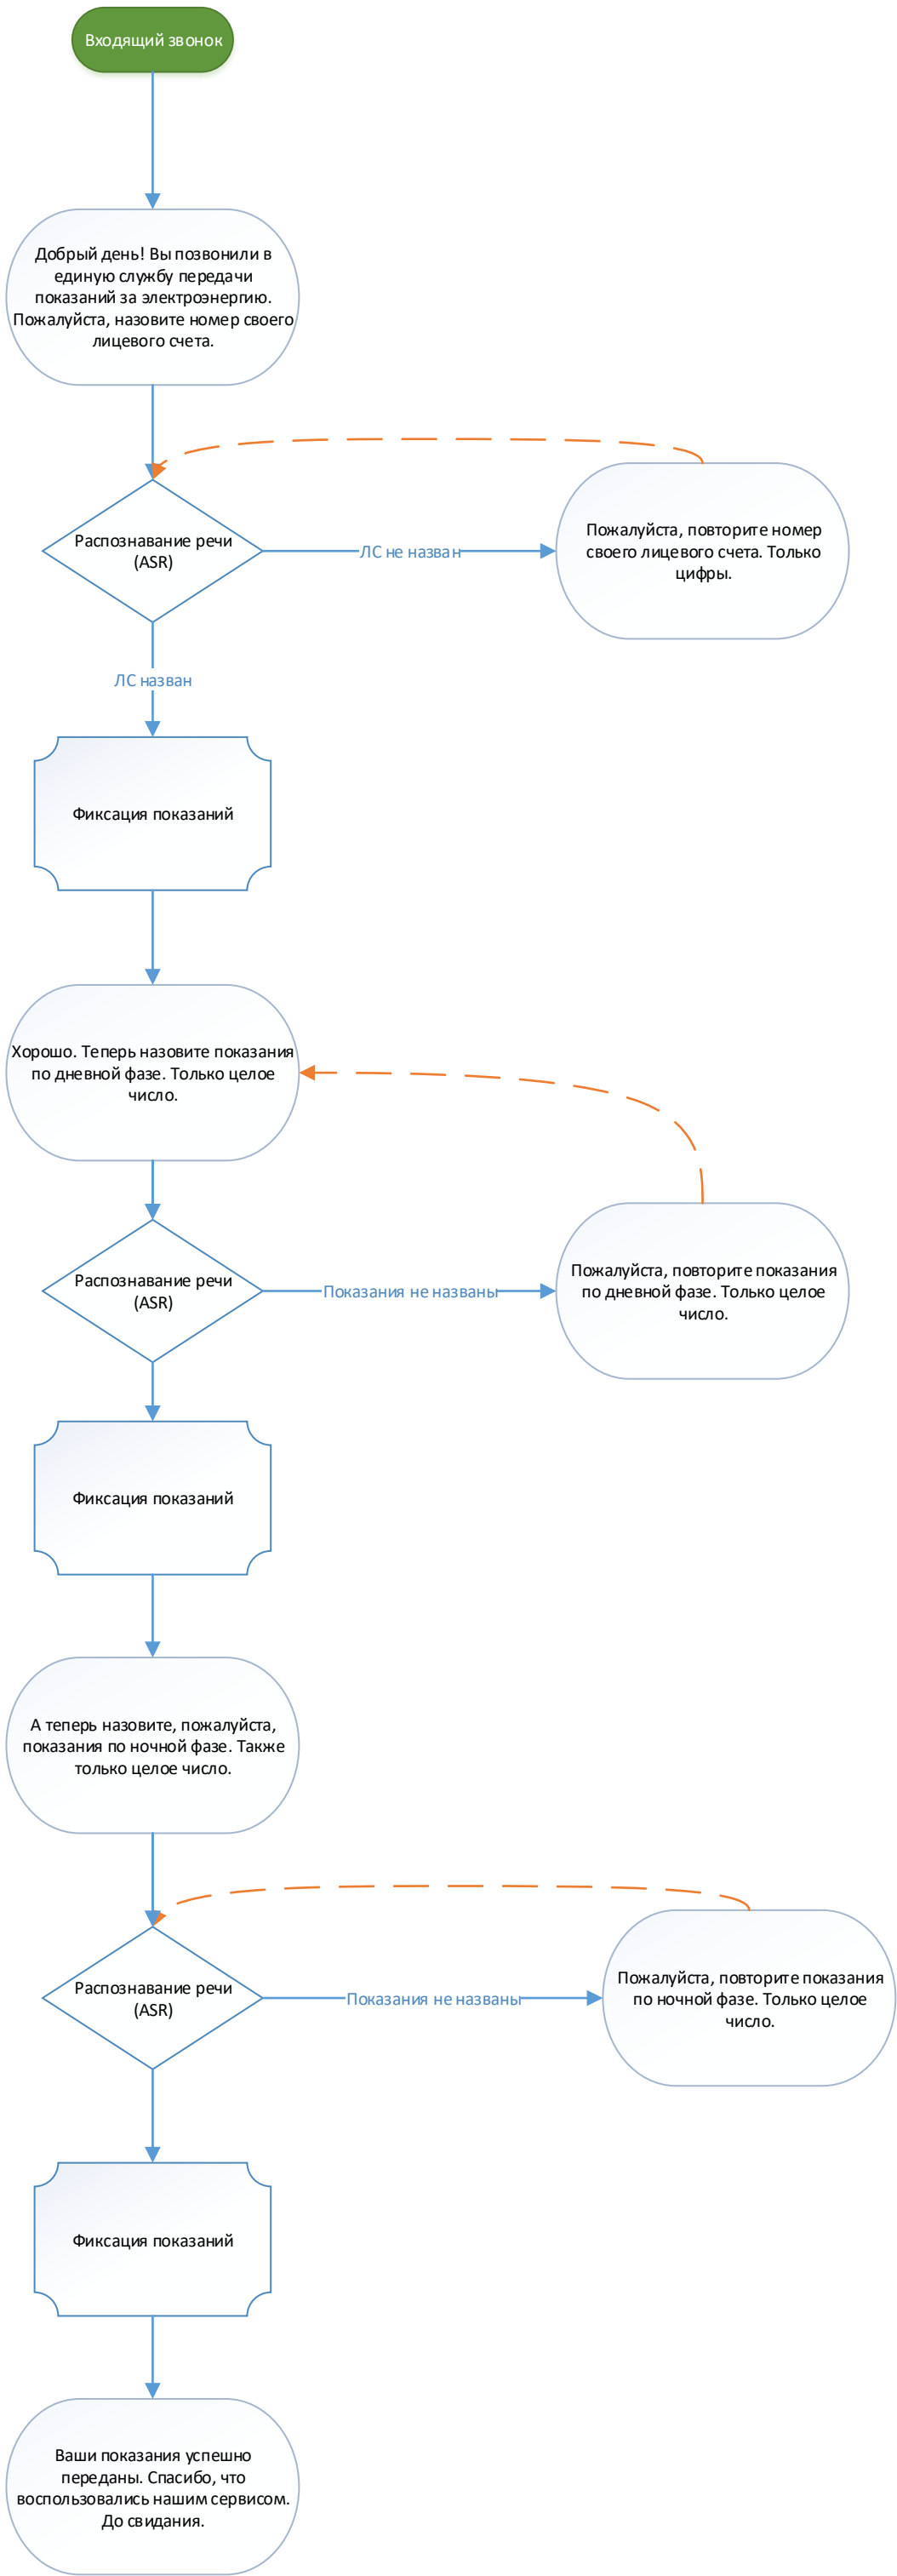 Входящий звонок
Добрый день! Вы позвонили в
единую службу передачи
показаний за электроэнергию.
Пожалуйста, назовите номер своего
лицевого счета.
Распознавание речи
(ASR)
ЛС не назван
Пожалуйста, повторите номер
своего лицевого счета. Только
цифры.
ЛС назван
Фиксация показаний
Хорошо. Теперь назовите показания
по дневной фазе. Только целое
число.
Распознавание речи
(ASR)
Показания не названы
Пожалуйста, повторите показания
по дневной фазе. Только целое
число.
Фиксация показаний
А теперь назовите, пожалуйста,
показания по ночной фазе. Также
только целое число.
Распознавание речи
(ASR)
Показания не названы
Пожалуйста, повторите показания
по ночной фазе. Только целое
число.
Фиксация показаний
Ваши показания успешно
переданы. Спасибо, что
воспользовались нашим сервисом.
До свидания.